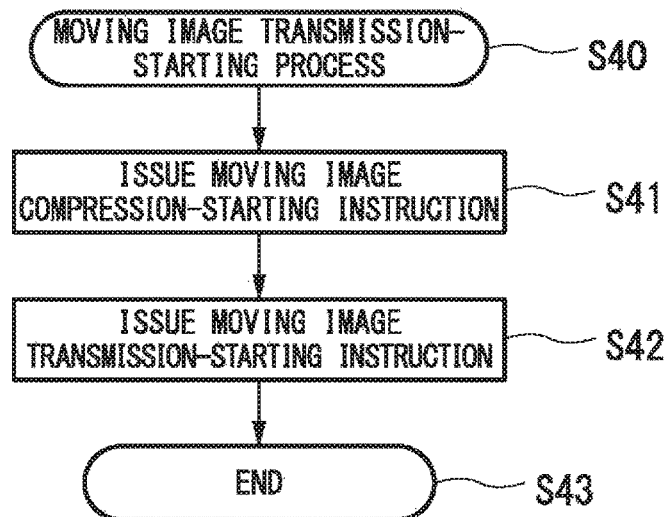 MOVING IMAGE TRANSMISSION-
STARTING PROCESS
S40
ISSUE MOVING IMAGE
COMPRESSION-STARTING INSTRUCTION
S41
ISSUE MOVING IMAGE
TRANSMISSION-STARTING INSTRUCTION
S42
END
S43